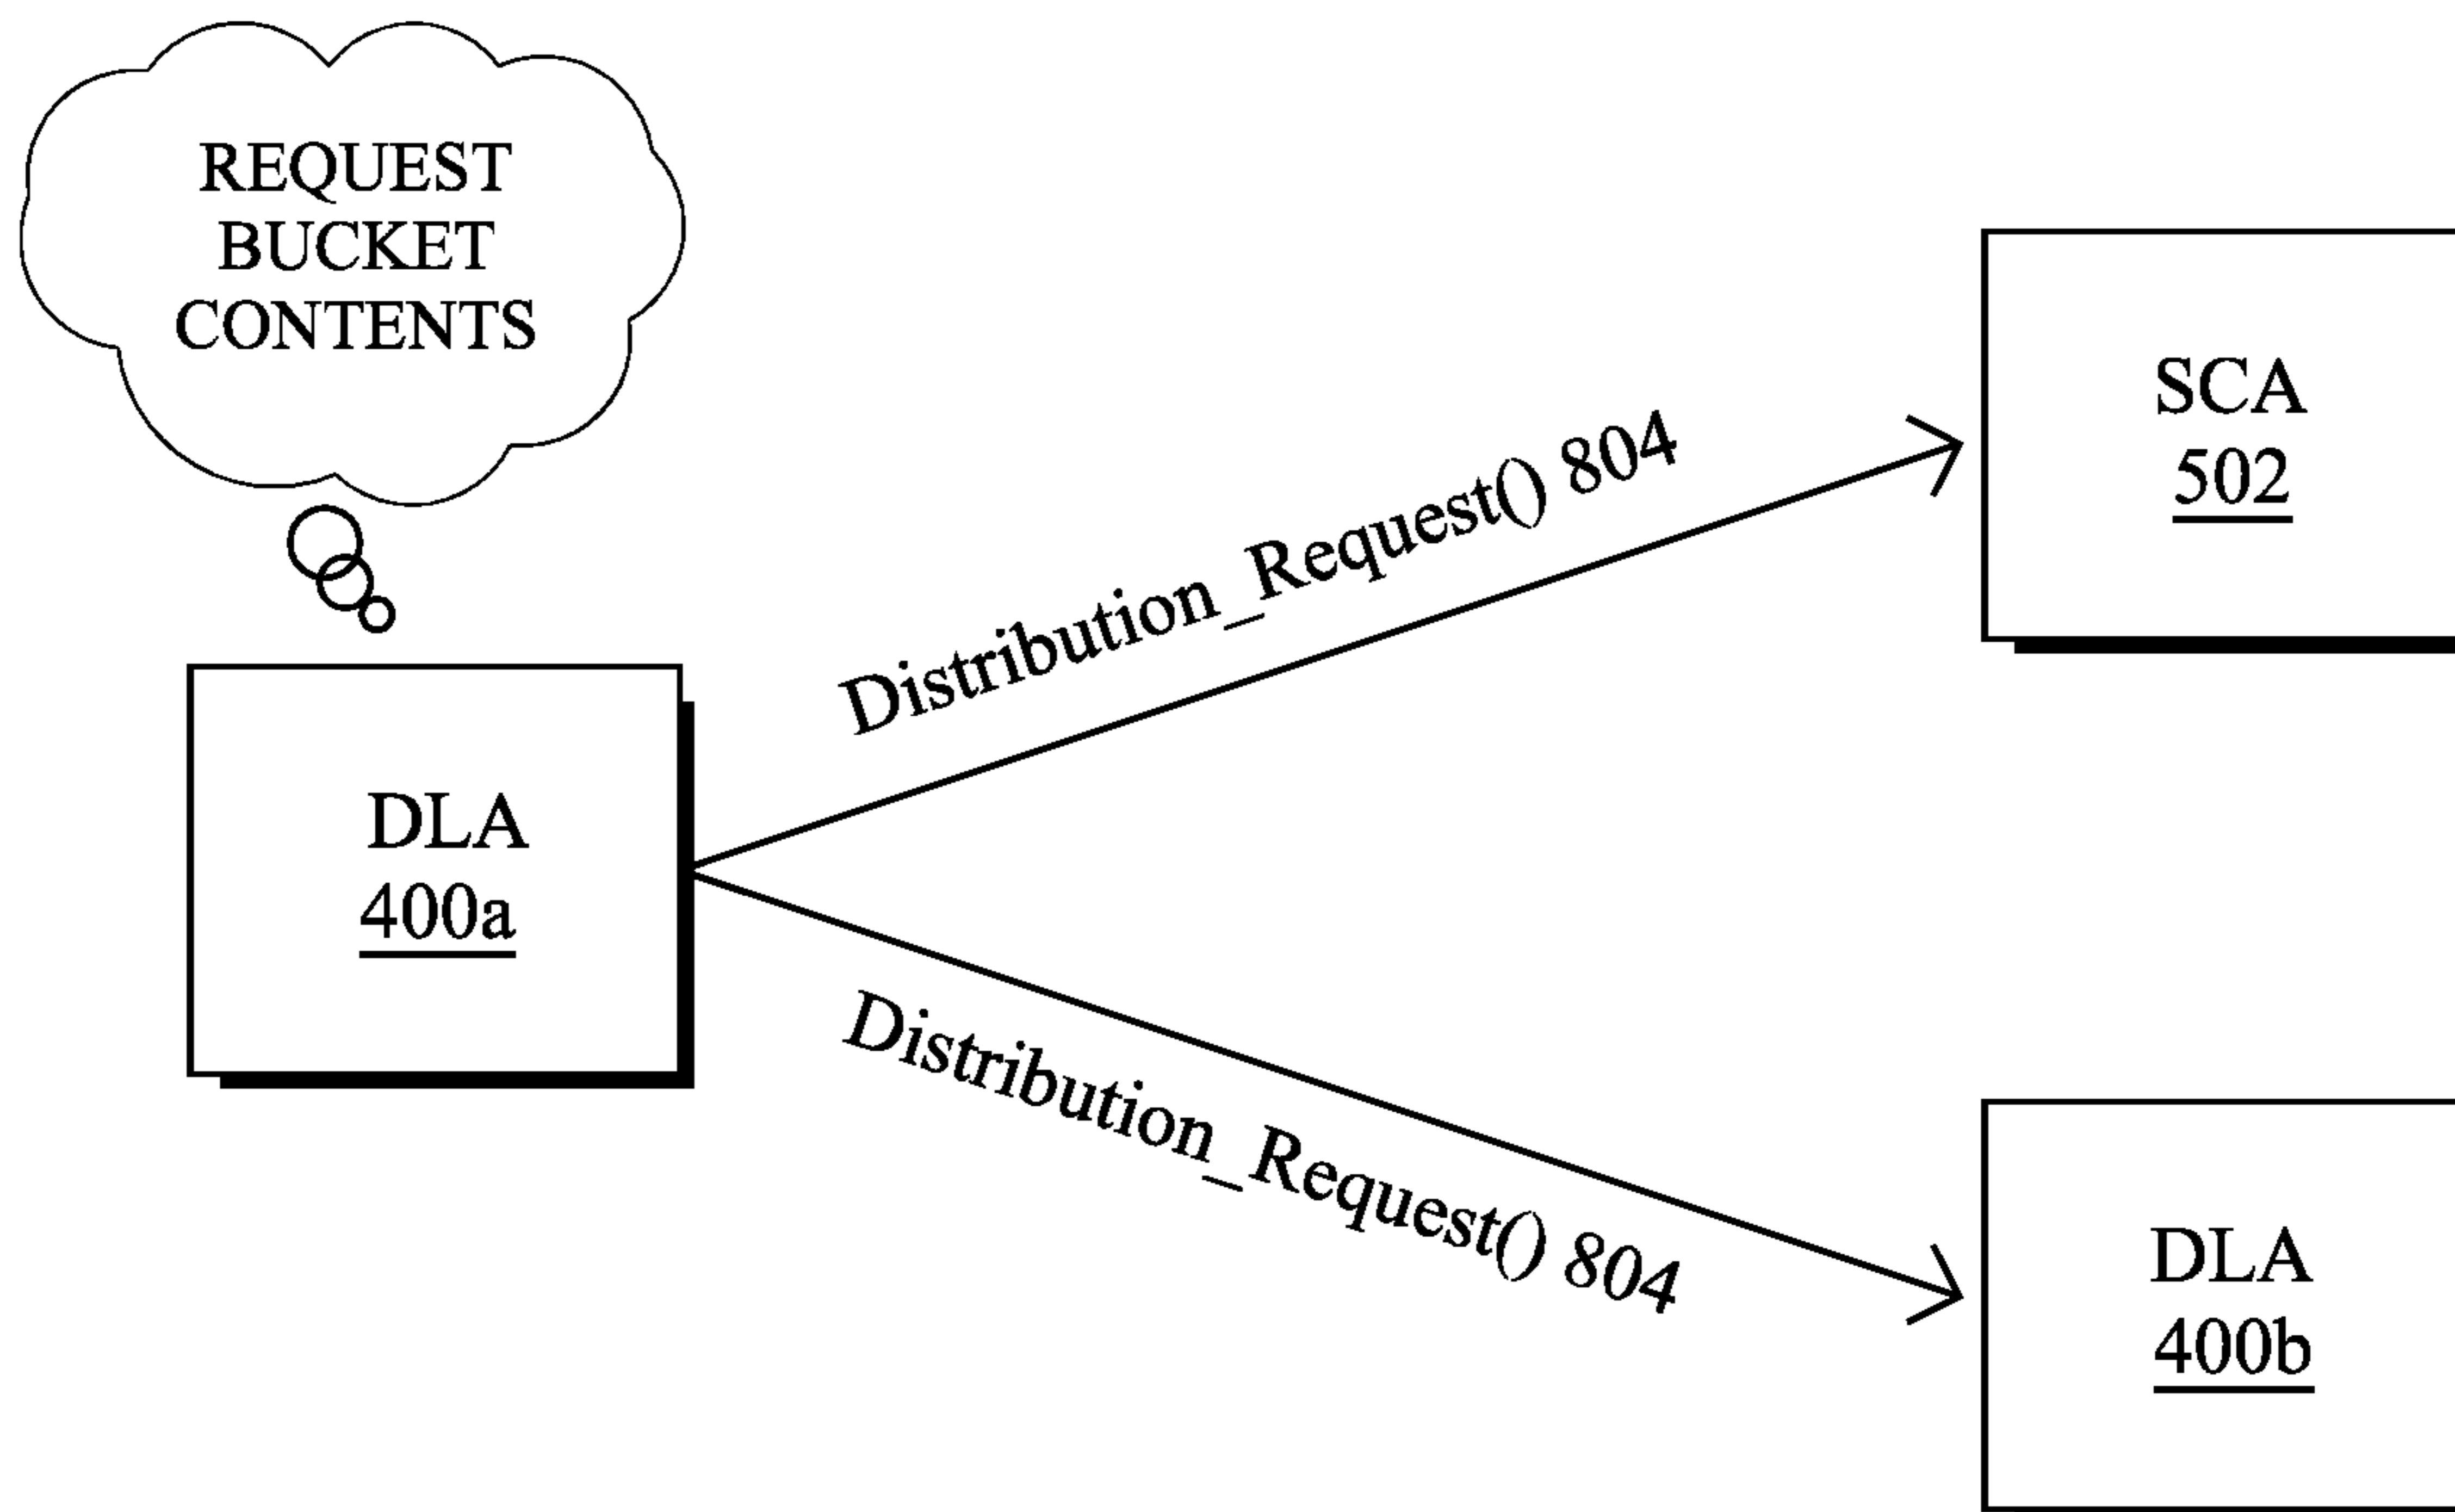 REQUEST
BUCKET
CONTENTS
Distribution_Request() 804
SCA
502
DLA
400a
Distribution_Request() 804
DLA
400b